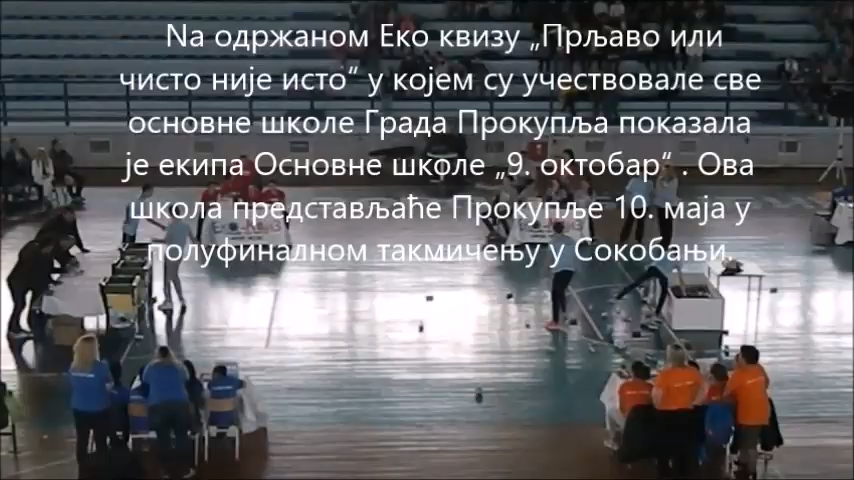 Na одржаном Еко квизу „Прљаво или
чисто није исто“ у којем су учествовале све
основне школе Града Прокупља показала
је екипа Основне школе „9. октобар“ . Ова
школа представљаће Прокупље 10. маја у
полуфиналном такмичењу у Сокобањи.